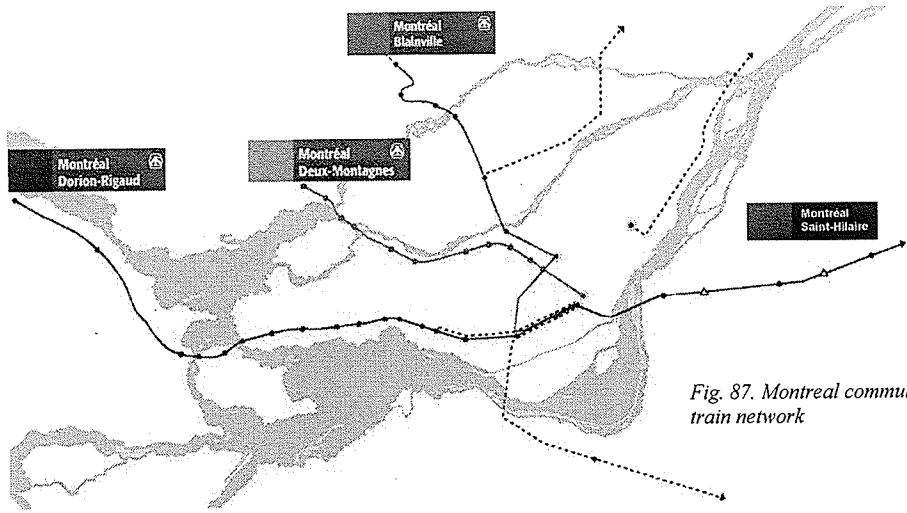 Montréal
Blainville
Montréal
Dorion-Rigaud
Montréal
Deux-Montagnes
Montréal
Saint-Hilaire
Fig. 87. Montreal commu
train network